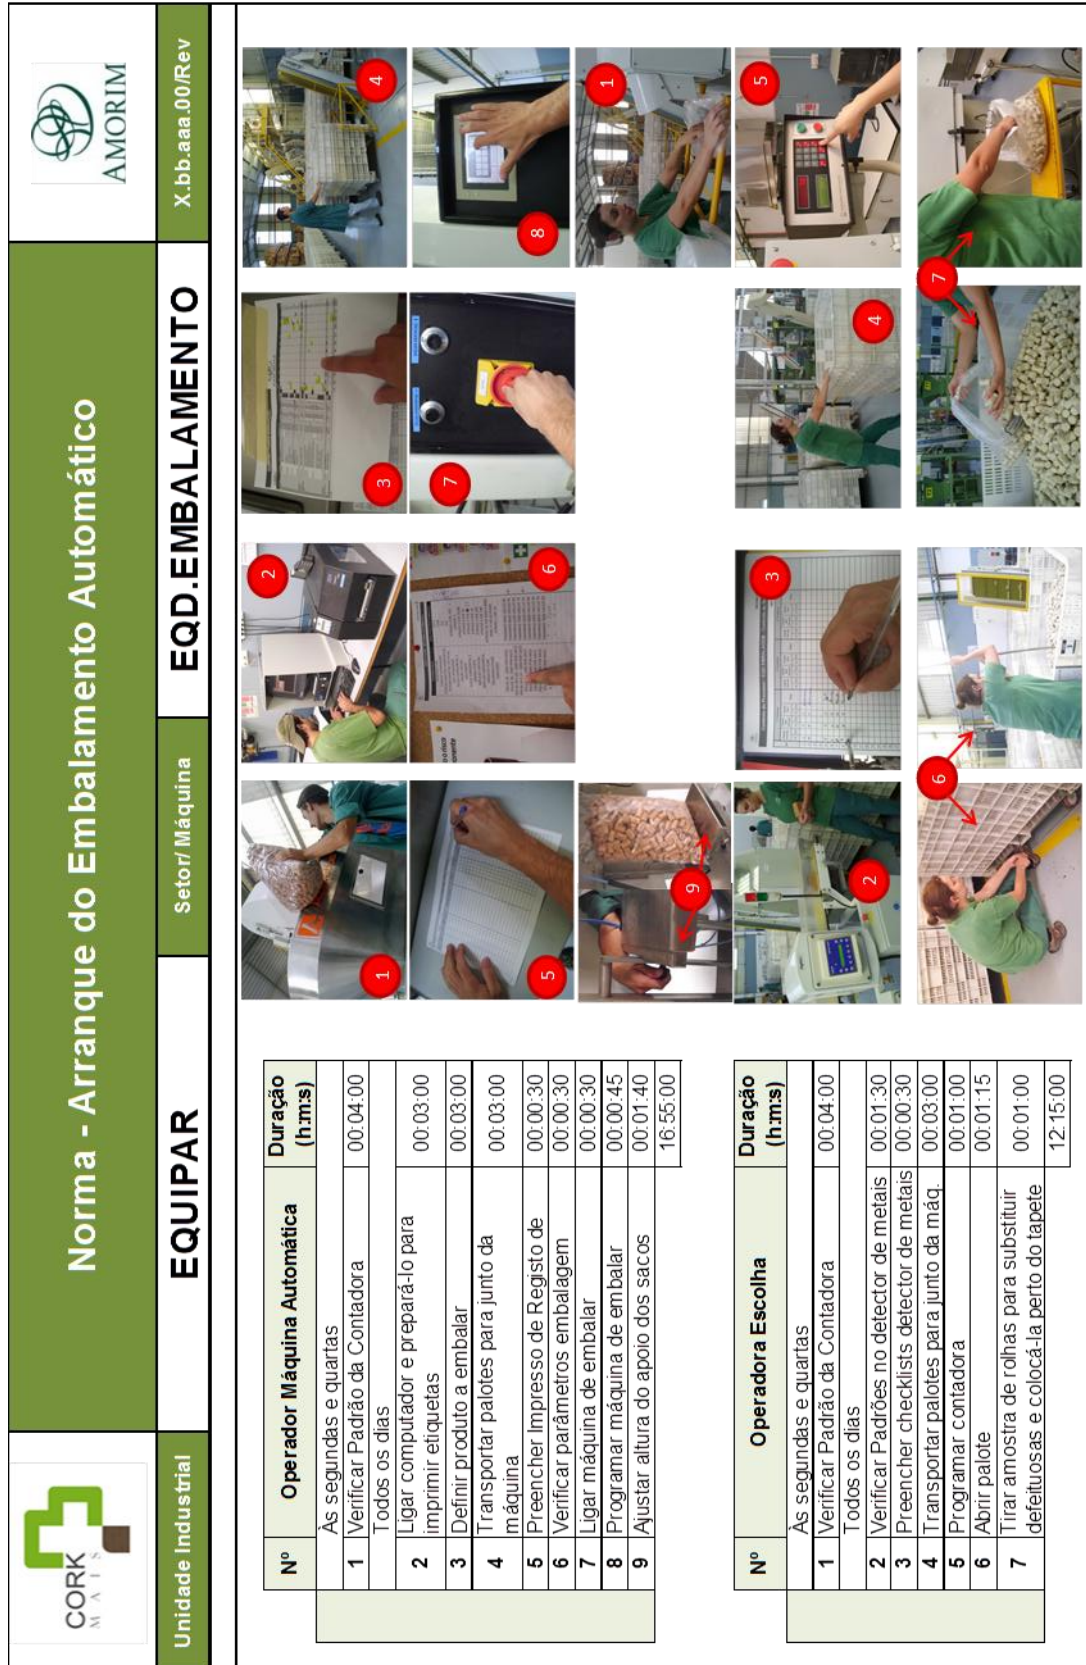 CORK
MAIS
Norma - Arranque do Embalamento Automático
AMORIM
Unidade Industrial
EQUIPAR
Setor/ Máquina
EQD.EMBALAMENTO
X.bb.aaa.00/Rev
Nº Operador Máquina Automática Duração
(h:m:s)
Às segundas e quartas
1 Verificar Padrão da Contadora 00:04:00
Todos os dias
2 Ligar computador e prepará-lo para
imprimir etiquetas 00:03:00
3 Definir produto a embalar 00:03:00
4 Transportar palotes para junto da
máquina 00:03:00
5 Preencher Impresso de Registo de 00:00:30
6 Verificar parâmetros embalagem 00:00:30
7 Ligar máquina de embalar 00:00:30
8 Programar máquina de embalar 00:00:45
9 Ajustar altura do apoio dos sacos 00:01:40
16:55:00
1
2
3
4
5
6
7
8
9
Nº Operadora Escolha Duração
(h:m:s)
Às segundas e quartas
1 Verificar Padrão da Contadora 00:04:00
Todos os dias
2 Verificar Padrões no detector de metais 00:01:30
3 Preencher checklists detector de metais 00:00:30
4 Transportar palotes para junto da máq. 00:03:00
5 Programar contadora 00:01:00
6 Abrir palote 00:01:15
7 Tirar amostra de rolhas para substituir
defeituosas e colocá-la perto do tapete 00:01:00
12:15:00
1
2
3
4
5
6
7